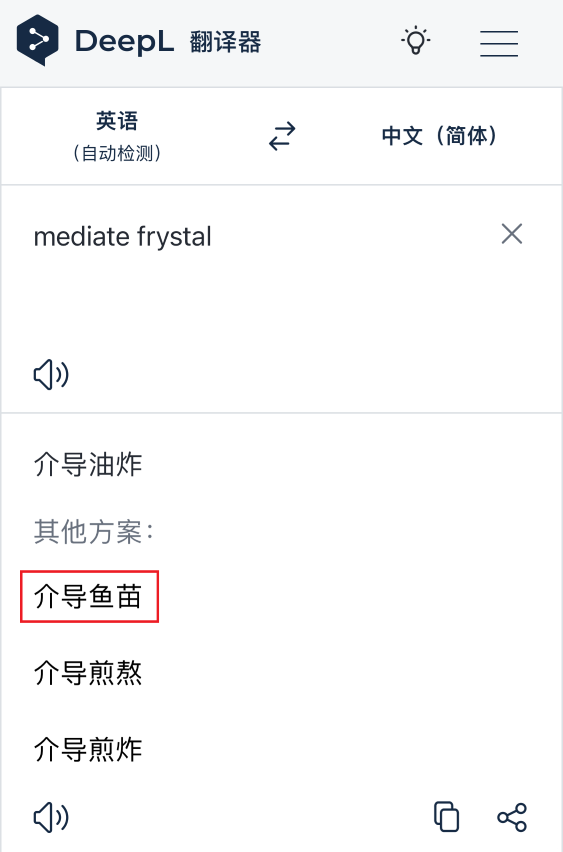 DeepL 翻译器
英语
（自动检测）
中文（简体）
mediate frystal
介导油炸
其他方案：
介导鱼苗
介导煎熬
介导煎炸